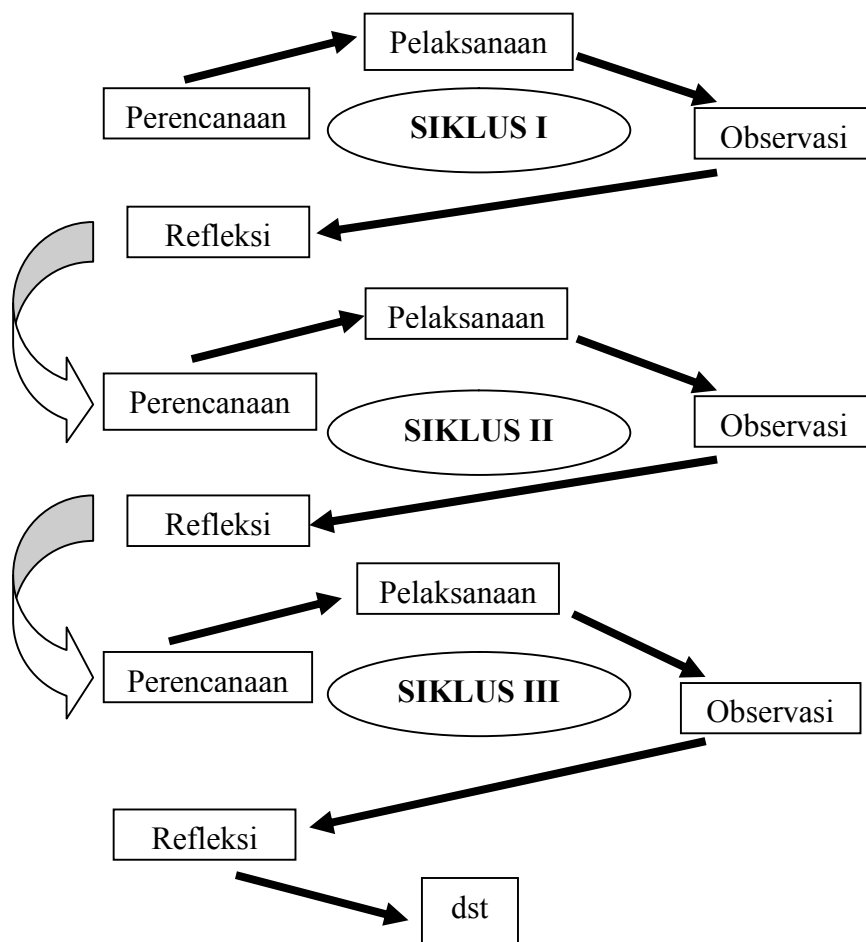 Pelaksanaan
Perencanaan
SIKLUS I
Observasi
Refleksi
Pelaksanaan
Perencanaan
SIKLUS II
Observasi
Refleksi
Pelaksanaan
Perencanaan
SIKLUS III
Observasi
Refleksi
dst